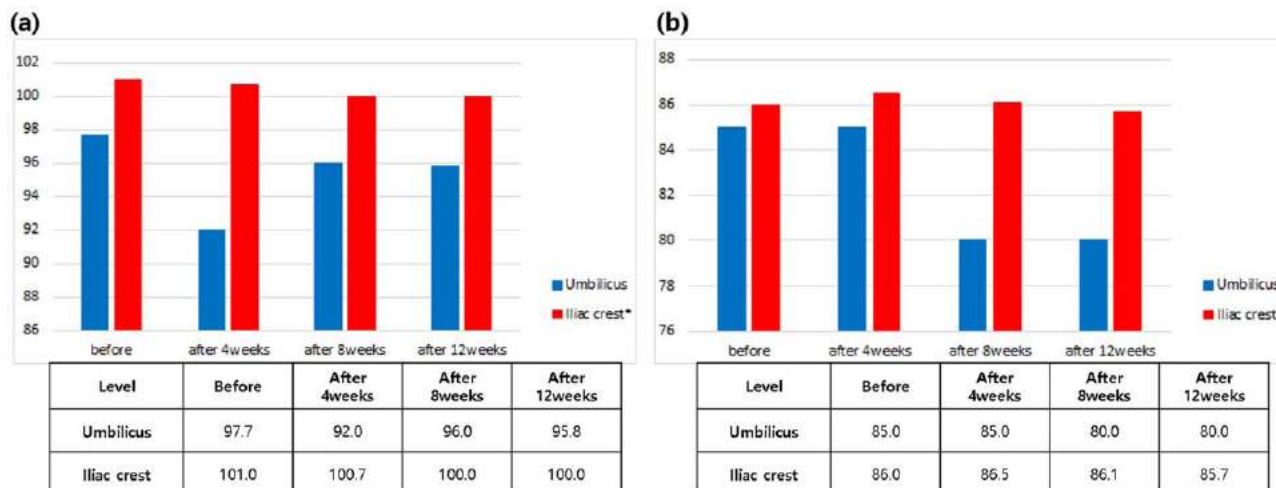 (a)
102
100
98
96
94
92
90
88
86
Umbilicus
Iliac crest*
before after 4weeks after 8weeks after 12weeks
Level Before After 4weeks After 8weeks After 12weeks
Umbilicus 97.7 92.0 96.0 95.8
Iliac crest 101.0 100.7 100.0 100.0
(b)
88
86
84
82
80
78
76
Umbilicus
Iliac crest*
before after 4weeks after 8weeks after 12weeks
Level Before After 4weeks After 8weeks After 12weeks
Umbilicus 85.0 85.0 80.0 80.0
Iliac crest 86.0 86.5 86.1 85.7